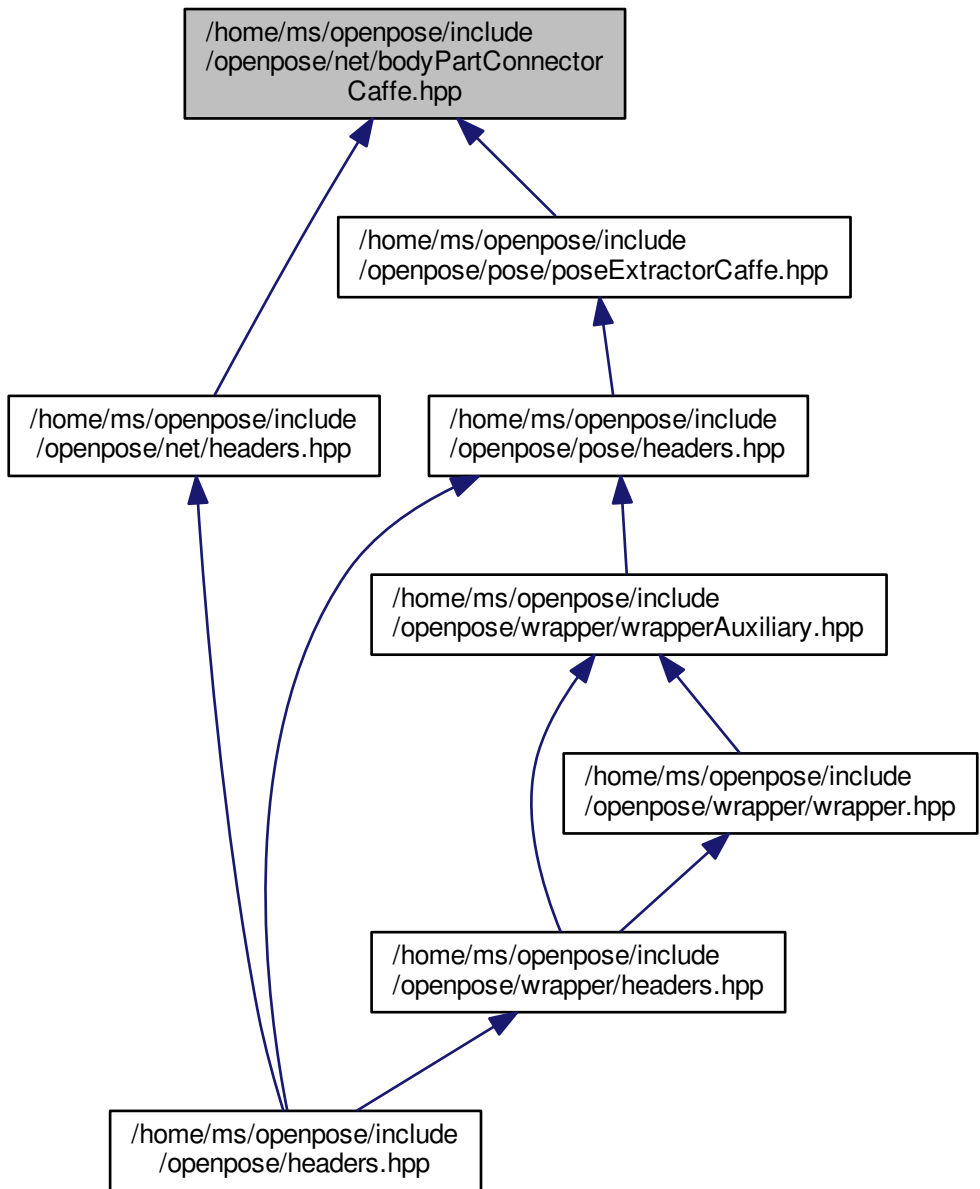 /home/ms/openpose/include
/openpose/net/bodyPartConnector
Caffe.hpp
/home/ms/openpose/include
/openpose/pose/poseExtractorCaffe.hpp
/home/ms/openpose/include
/openpose/net/headers.hpp
/home/ms/openpose/include
/openpose/pose/headers.hpp
/home/ms/openpose/include
/openpose/wrapper/wrapperAuxiliary.hpp
/home/ms/openpose/include
/openpose/wrapper/wrapper.hpp
/home/ms/openpose/include
/openpose/wrapper/headers.hpp
/home/ms/openpose/include
/openpose/headers.hpp